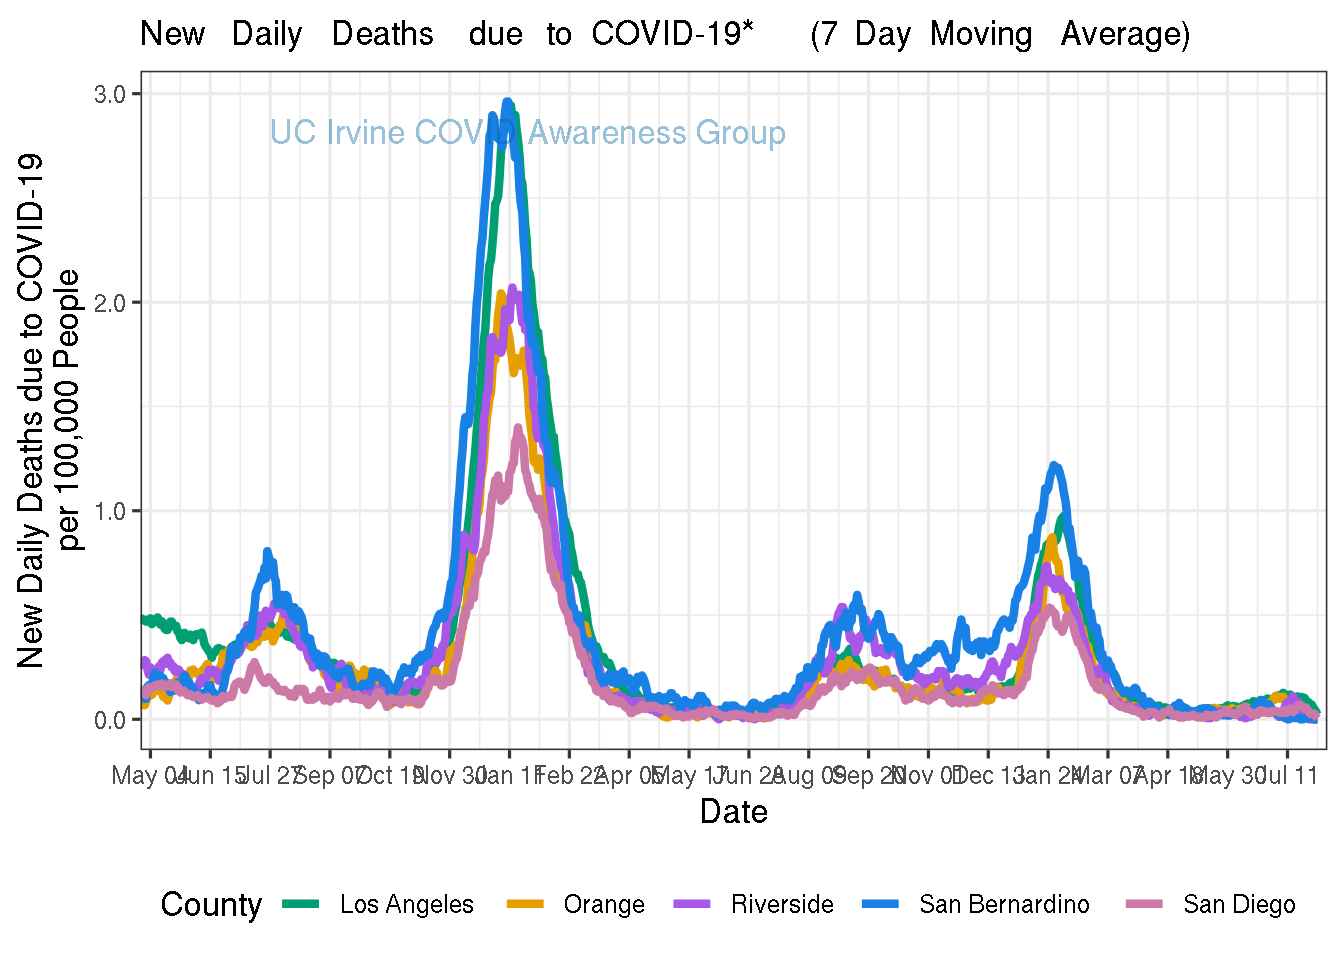 New Daily Deaths due to COVID-19* (7 Day Moving Average)
New Daily Deaths due to COVID-19
per 100,000 People
3.0
2.0
1.0
0.0
UC Irvine COVID Awareness Group
May 04 Jun 15 Jul 27 Sep 07 Oct 19 Nov 30 Jan 11 Feb 22 Apr 05 May 17 Jun 28 Aug 09 Sep 20 Nov 01 Dec 13 Jan 24 Mar 07 Apr 18 May 30 Jul 11
Date
County Los Angeles Orange Riverside San Bernardino San Diego